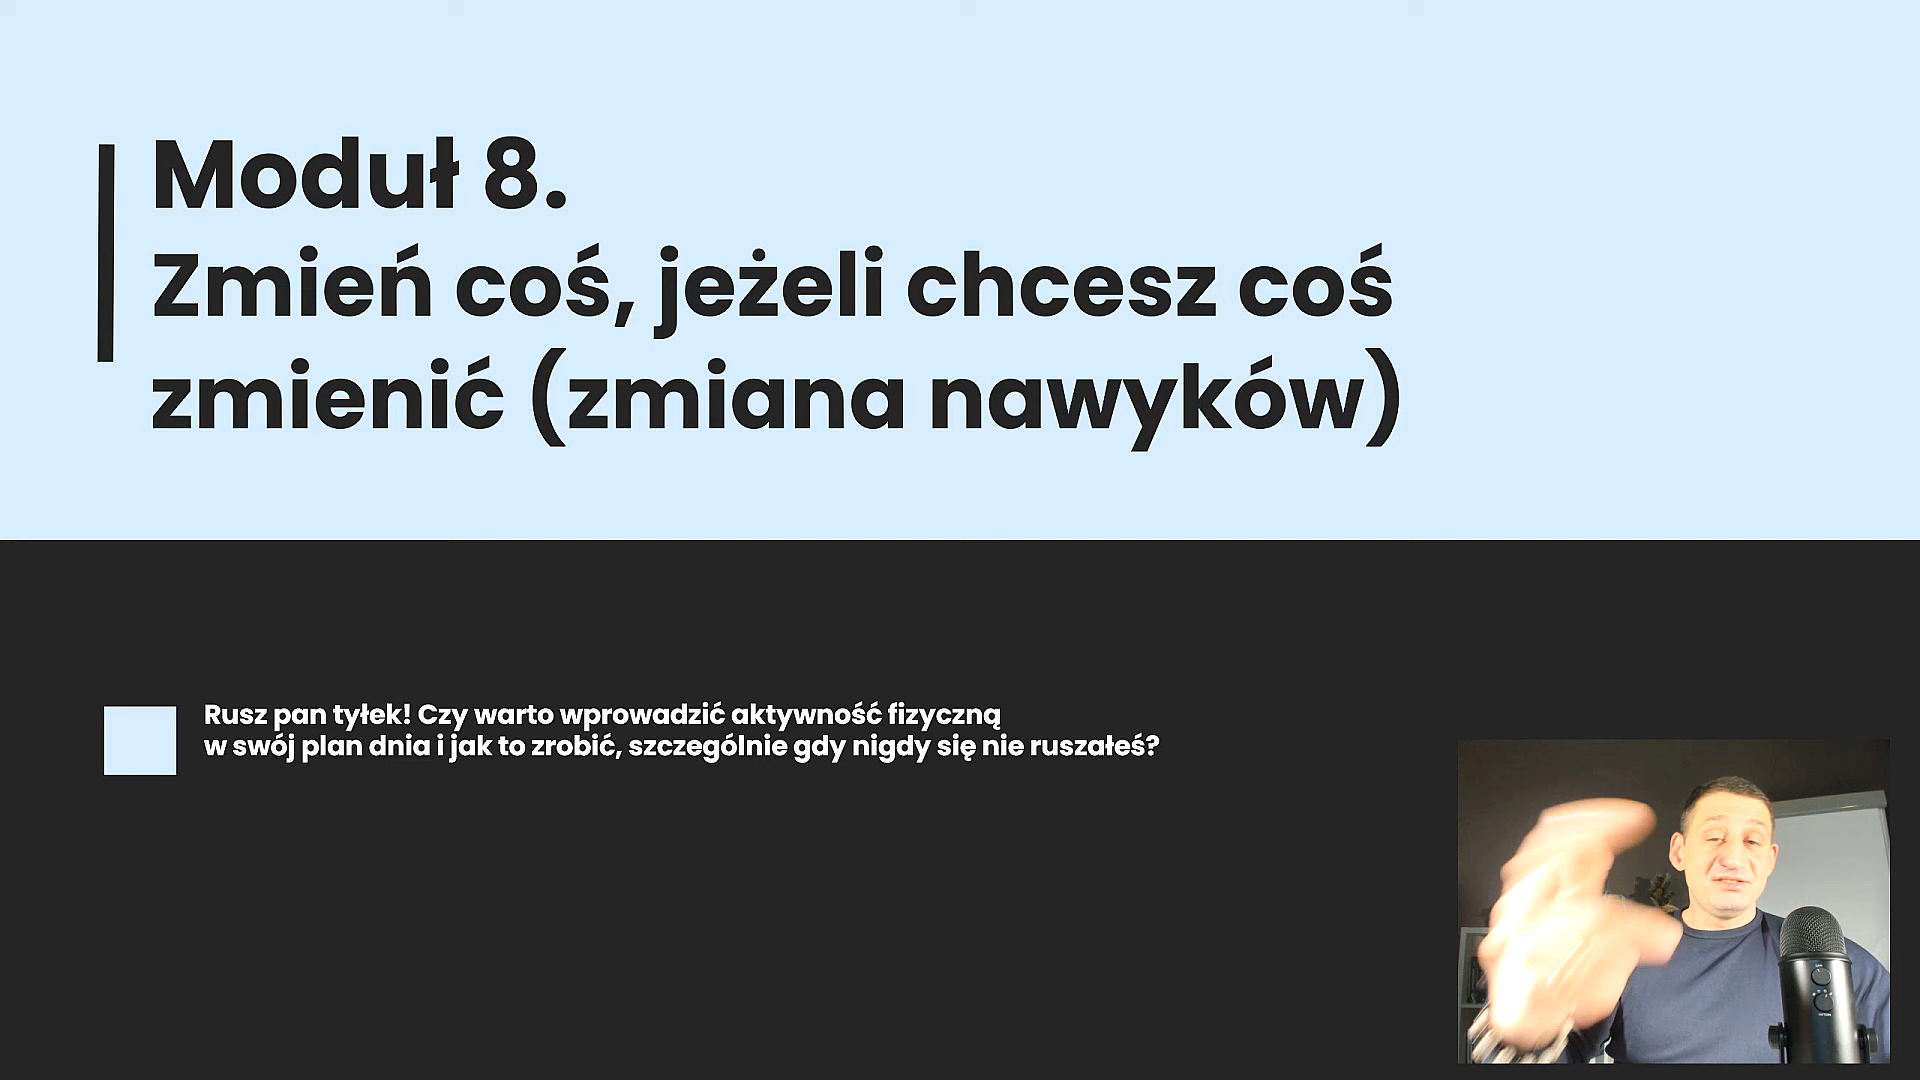 Moduł 8.
Zmień coś, jeżeli chcesz coś
zmienić (zmiana nawyków)
Rusz pan tyłek! Czy warto wprowadzić aktywność fizyczną
w swój plan dnia i jak to zrobić, szczególnie gdy nigdy się nie ruszałeś?